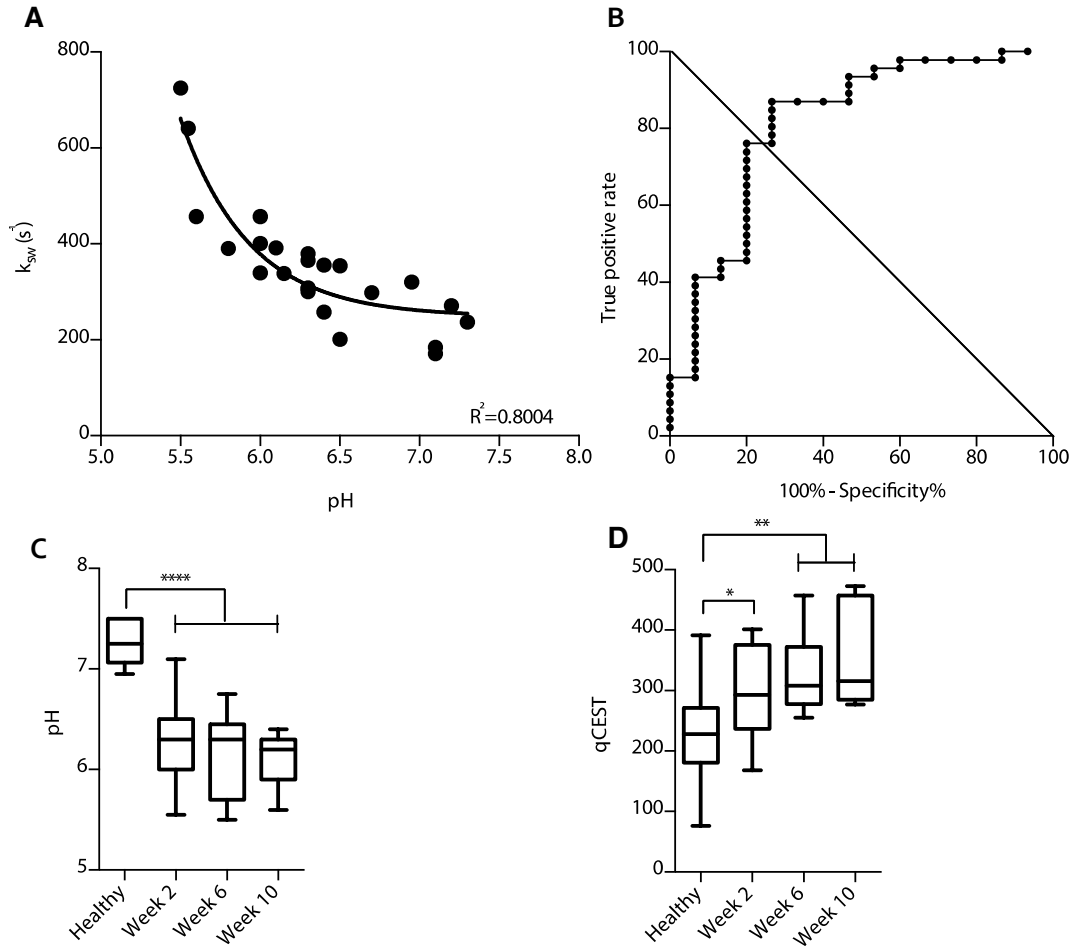 A
800
600
400
200
0
5.0 5.5 6.0 6.5 7.0 7.5 8.0
k_sw (s⁻¹)
pH
R²=0.8004
B
100
80
60
40
20
0
0 20 40 60 80 100
True positive rate
100% - Specificity%
C
8
7
6
5
pH
****
Healthy
Week 2
Week 6
Week 10
D
500
400
300
200
100
0
qCEST
**
*
Healthy
Week 2
Week 6
Week 10